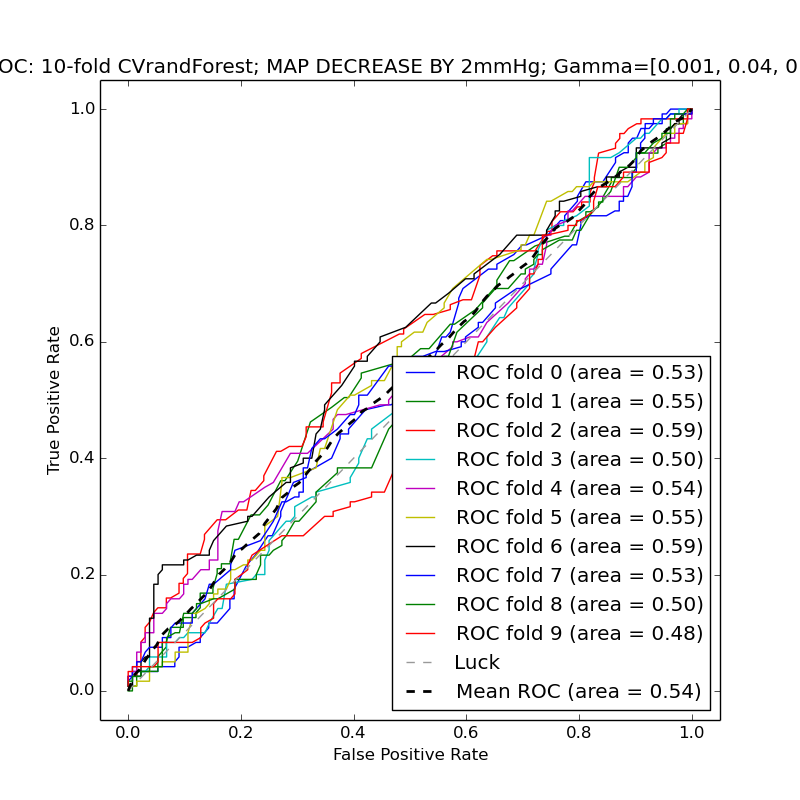 OC: 10-fold CVrandForest; MAP DECREASE BY 2mmHg; Gamma=[0.001, 0.04, 0
True Positive Rate
1.0
0.8
0.6
0.4
0.2
0.0
ROC fold 0 (area = 0.53)
ROC fold 1 (area = 0.55)
ROC fold 2 (area = 0.59)
ROC fold 3 (area = 0.50)
ROC fold 4 (area = 0.54)
ROC fold 5 (area = 0.55)
ROC fold 6 (area = 0.59)
ROC fold 7 (area = 0.53)
ROC fold 8 (area = 0.50)
ROC fold 9 (area = 0.48)
Luck
Mean ROC (area = 0.54)
0.0 0.2 0.4 0.6 0.8 1.0
False Positive Rate